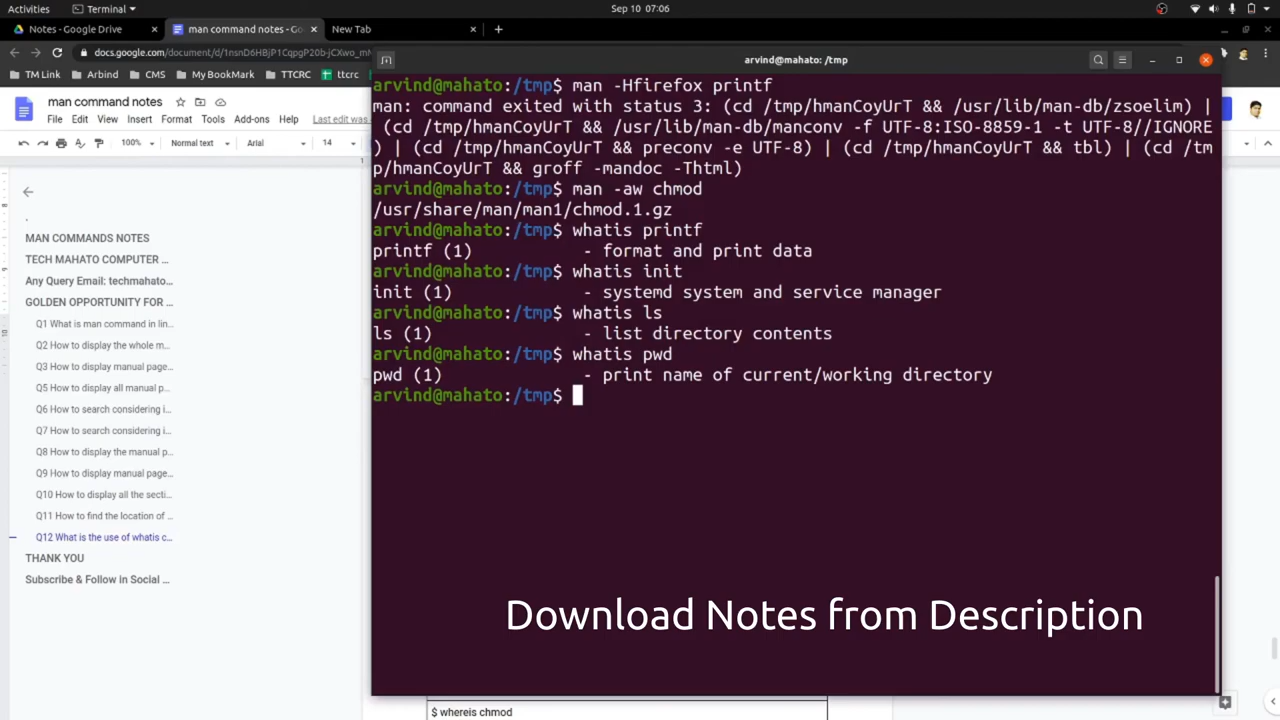 Activities
Terminal
Sep 10 07:06
Notes - Google Drive
man command notes - Go
New Tab
docs.google.com/document/d/1nsnD6HBjP1CqpgP20b-jCXwo_m
TM Link
Arbind
CMS
My BookMark
TTCRC
ttcrc
man command notes
File Edit View Insert Format Tools Add-ons Help Last edit was
100% Normal text Arial 14
MAN COMMANDS NOTES
TECH MAHATO COMPUTER ...
Any Query Email: techmahato...
GOLDEN OPPORTUNITY FOR ...
Q1 What is man command in lin...
Q2 How to display the whole m...
Q3 How to display manual page...
Q5 How to display all manual p...
Q6 How to search considering i...
Q7 How to search considering i...
Q8 How to display the manual p...
Q9 How to display manual page...
Q10 How to display all the secti...
Q11 How to find the location of ...
Q12 What is the use of whatis c...
THANK YOU
Subscribe & Follow in Social ...
arvind@mahato: /tmp
arvind@mahato:/tmp$ man -Hfirefox printf
man: command exited with status 3: (cd /tmp/hmanCoyUrT && /usr/lib/man-db/zsoelim) |
(cd /tmp/hmanCoyUrT && /usr/lib/man-db/manconv -f UTF-8:ISO-8859-1 -t UTF-8//IGNORE
) | (cd /tmp/hmanCoyUrT && preconv -e UTF-8) | (cd /tmp/hmanCoyUrT && tbl) | (cd /tm
p/hmanCoyUrT && groff -mandoc -Thtml)
arvind@mahato:/tmp$ man -aw chmod
/usr/share/man/man1/chmod.1.gz
arvind@mahato:/tmp$ whatis printf
printf (1) - format and print data
arvind@mahato:/tmp$ whatis init
init (1) - systemd system and service manager
arvind@mahato:/tmp$ whatis ls
ls (1) - list directory contents
arvind@mahato:/tmp$ whatis pwd
pwd (1) - print name of current/working directory
arvind@mahato:/tmp$
Download Notes from Description
$ whereis chmod